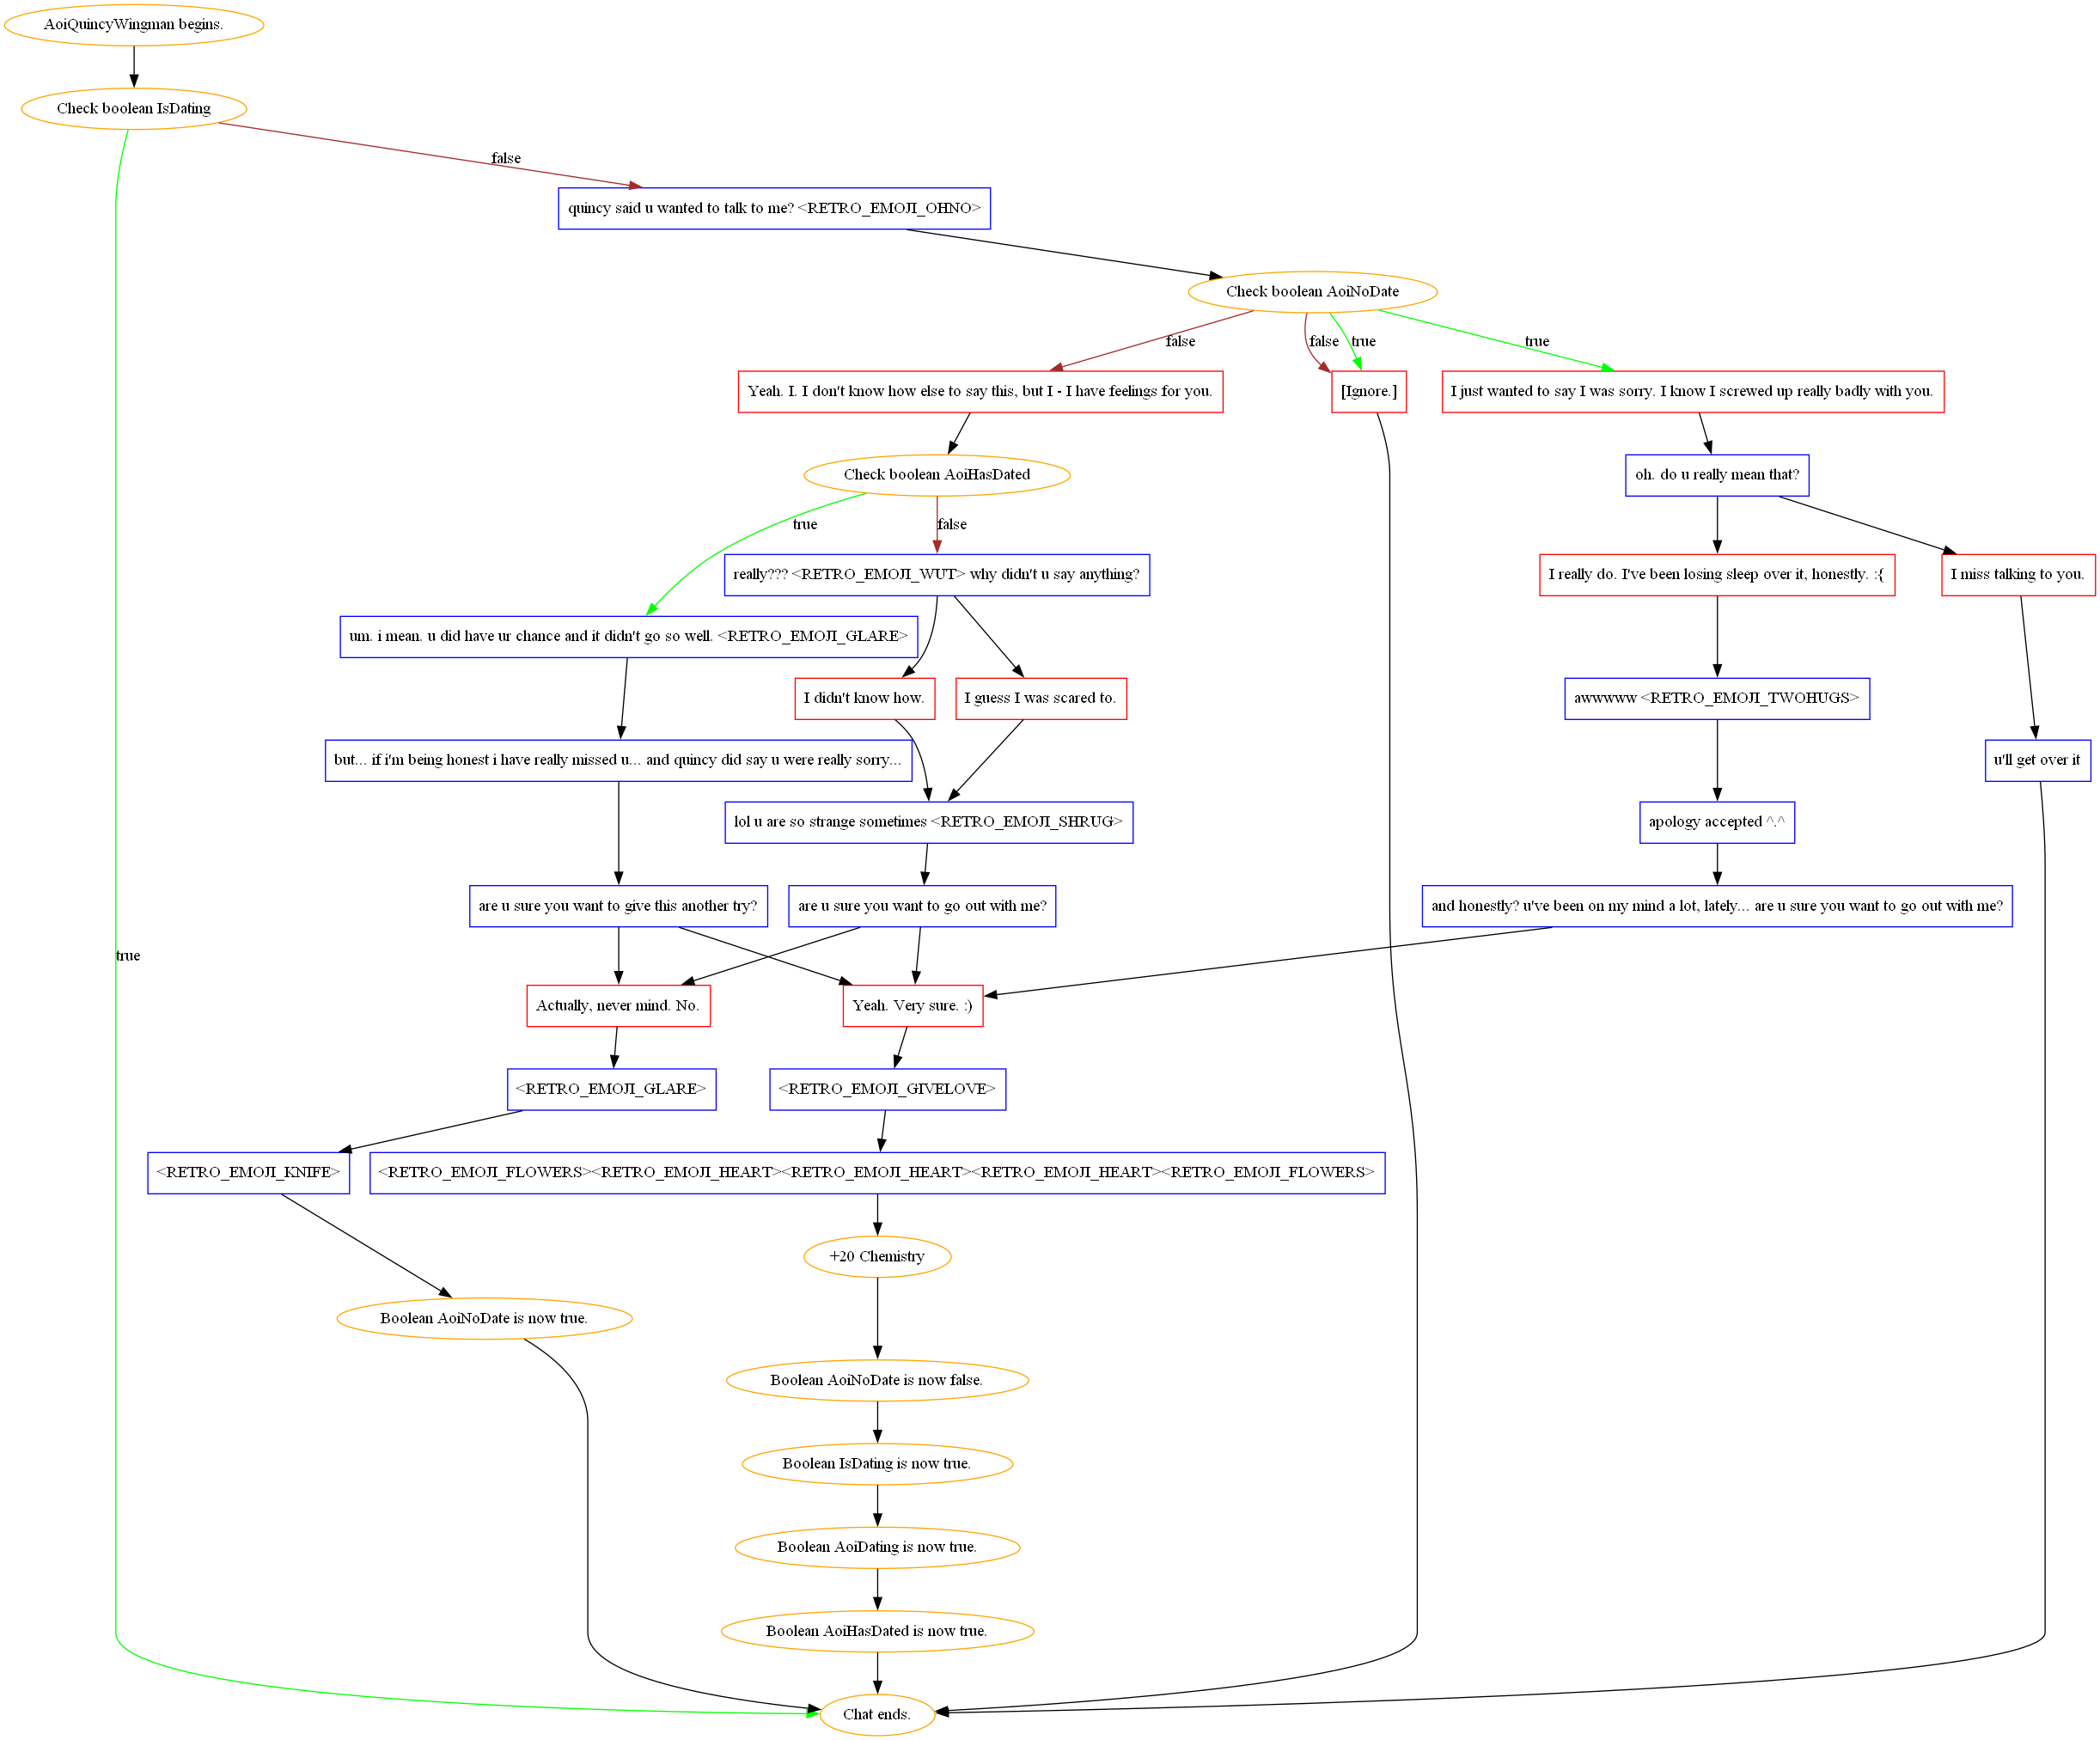 AoiQuincyWingman begins.
Check boolean IsDating
false
quincy said u wanted to talk to me? <RETRO_EMOJI_OHNO>
Check boolean AoiNoDate
false
false
true
true
Yeah. I. I don't know how else to say this, but I - I have feelings for you.
[Ignore.]
I just wanted to say I was sorry. I know I screwed up really badly with you.
Check boolean AoiHasDated
oh. do u really mean that?
true
false
really??? <RETRO_EMOJI_WUT> why didn't u say anything?
I really do. I've been losing sleep over it, honestly. :{
I miss talking to you.
um. i mean. u did have ur chance and it didn't go so well. <RETRO_EMOJI_GLARE>
I didn't know how.
I guess I was scared to.
awwwww <RETRO_EMOJI_TWOHUGS>
but... if i'm being honest i have really missed u... and quincy did say u were really sorry...
u'll get over it
lol u are so strange sometimes <RETRO_EMOJI_SHRUG>
apology accepted ^.^
are u sure you want to give this another try?
are u sure you want to go out with me?
and honestly? u've been on my mind a lot, lately... are u sure you want to go out with me?
true
Actually, never mind. No.
Yeah. Very sure. :)
<RETRO_EMOJI_GLARE>
<RETRO_EMOJI_GIVELOVE>
<RETRO_EMOJI_KNIFE>
<RETRO_EMOJI_FLOWERS><RETRO_EMOJI_HEART><RETRO_EMOJI_HEART><RETRO_EMOJI_HEART><RETRO_EMOJI_FLOWERS>
+20 Chemistry
Boolean AoiNoDate is now true.
Boolean AoiNoDate is now false.
Boolean IsDating is now true.
Boolean AoiDating is now true.
Boolean AoiHasDated is now true.
Chat ends.